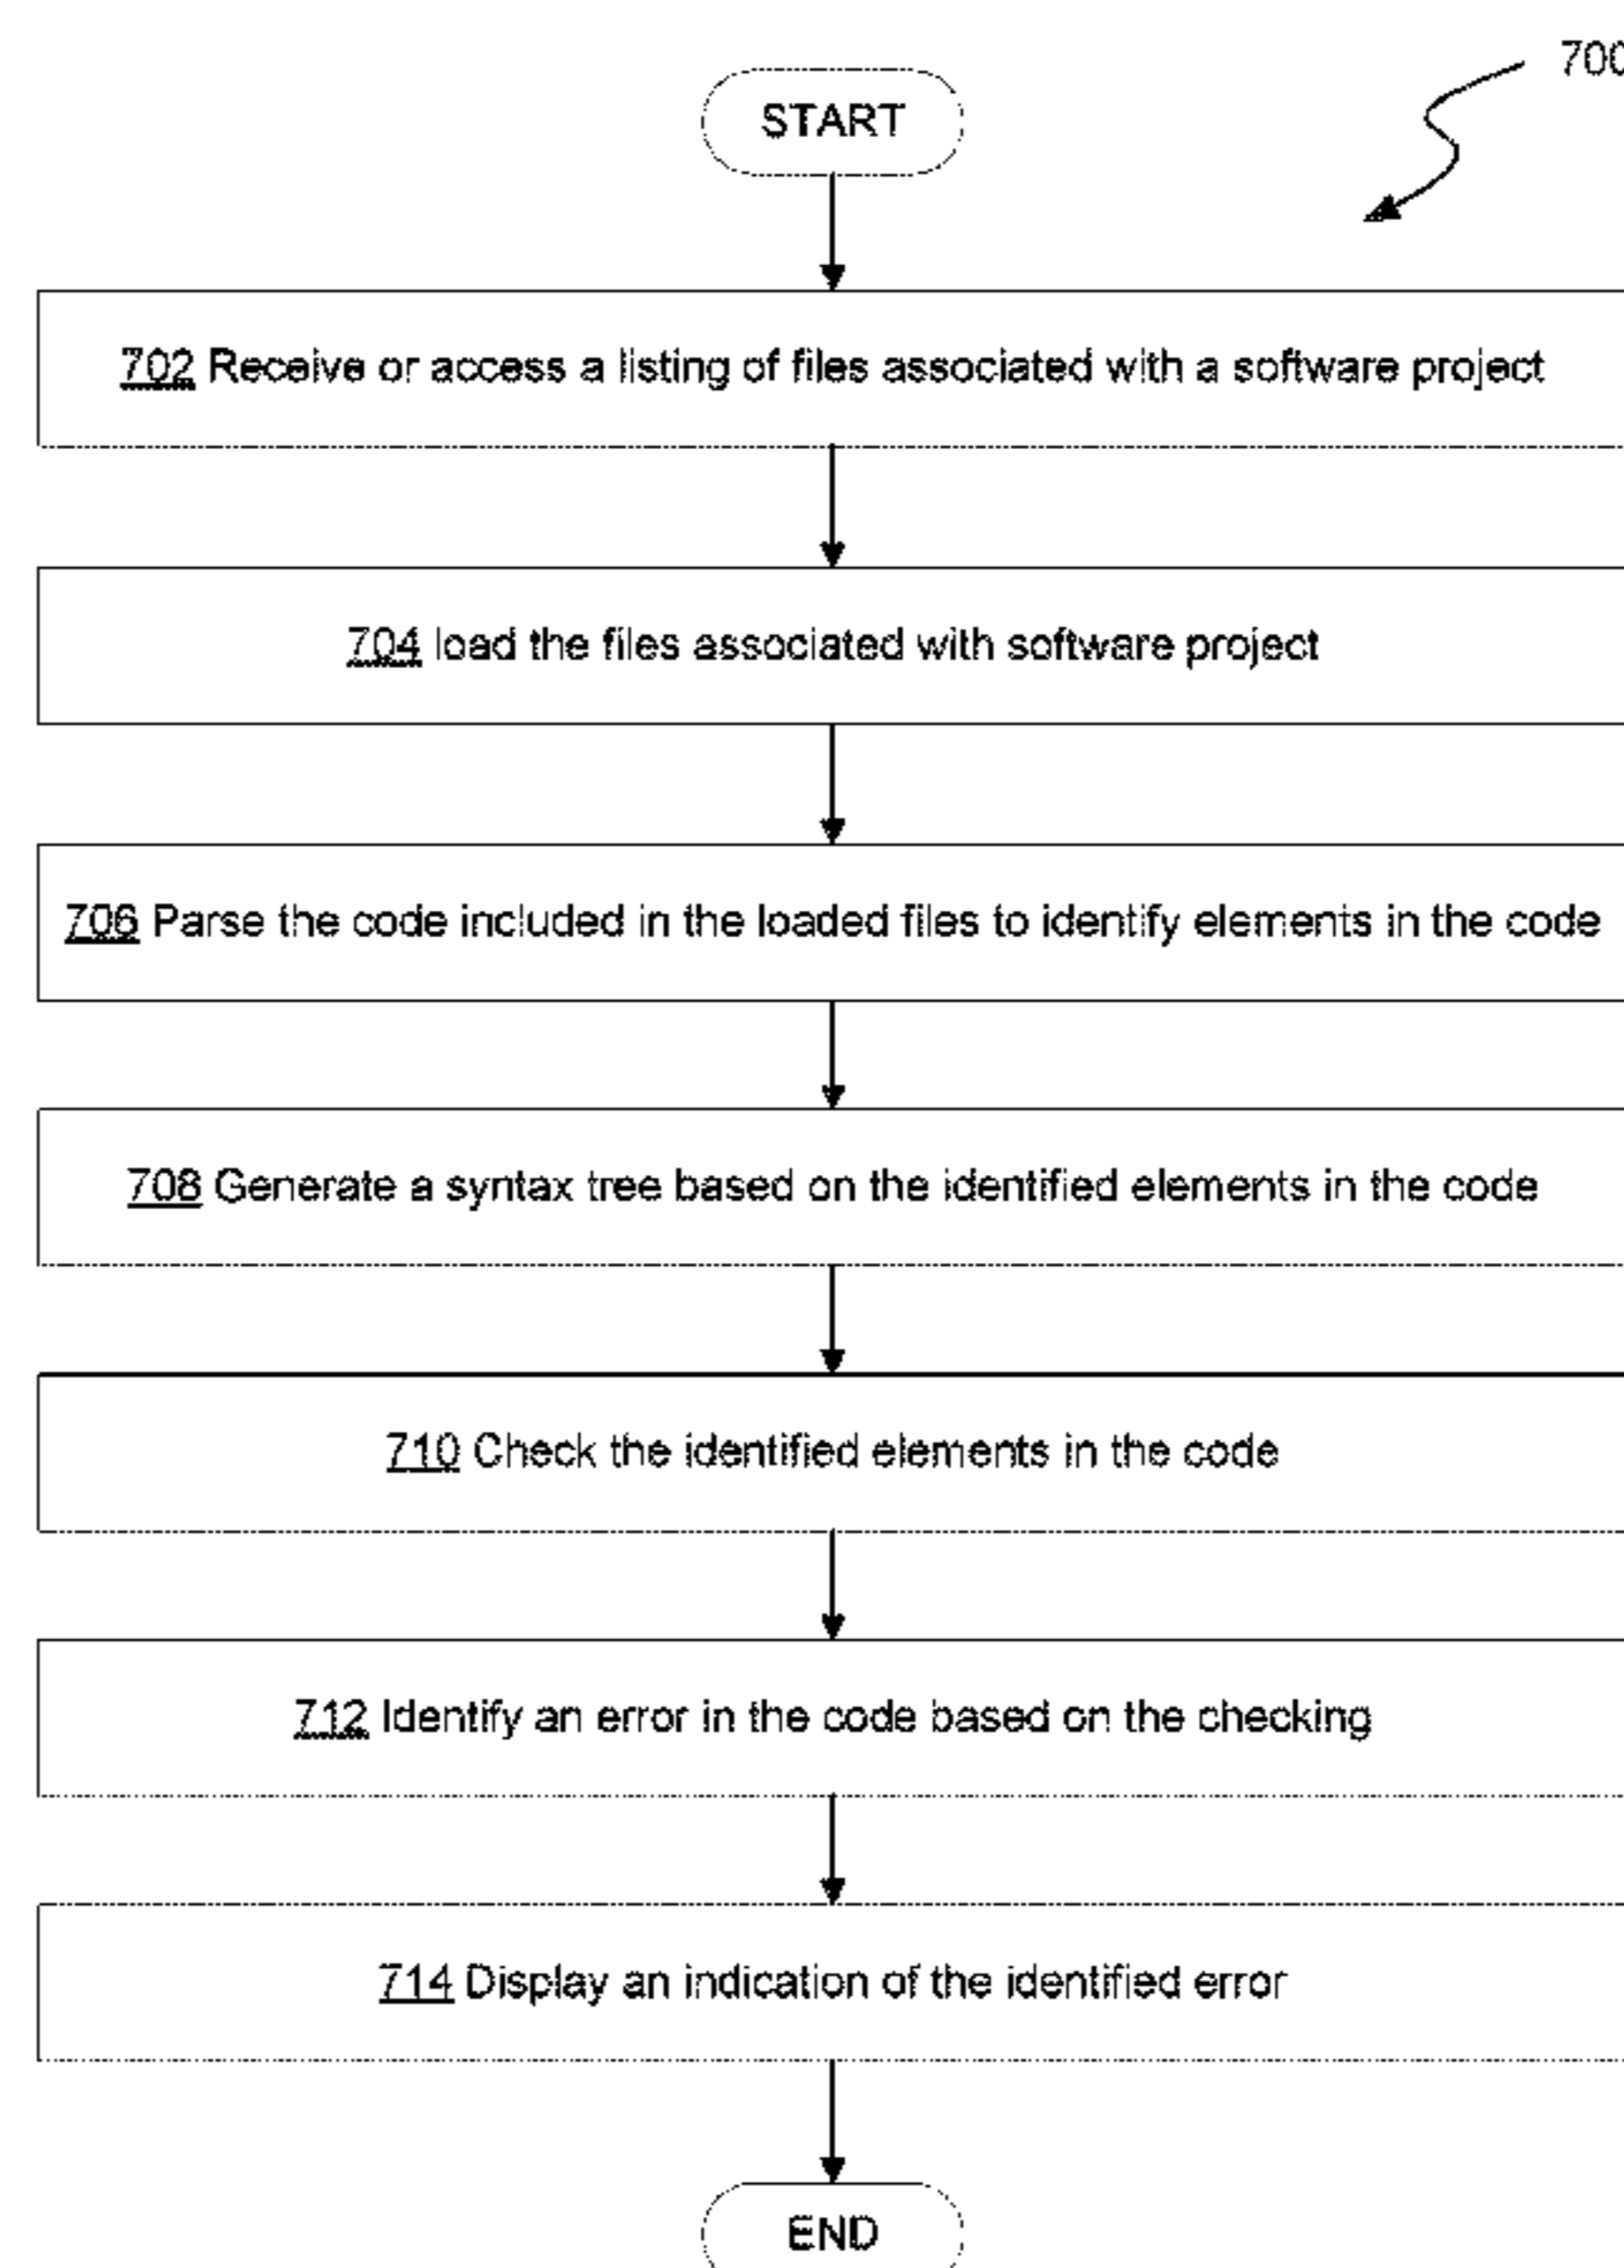 700
START
702 Receive or access a listing of files associated with a software project
704 load the files associated with software project
706 Parse the code included in the loaded files to identify elements in the code
708 Generate a syntax tree based on the identified elements in the code
710 Check the identified elements in the code
712 Identify an error in the code based on the checking
714 Display an indication of the identified error
END